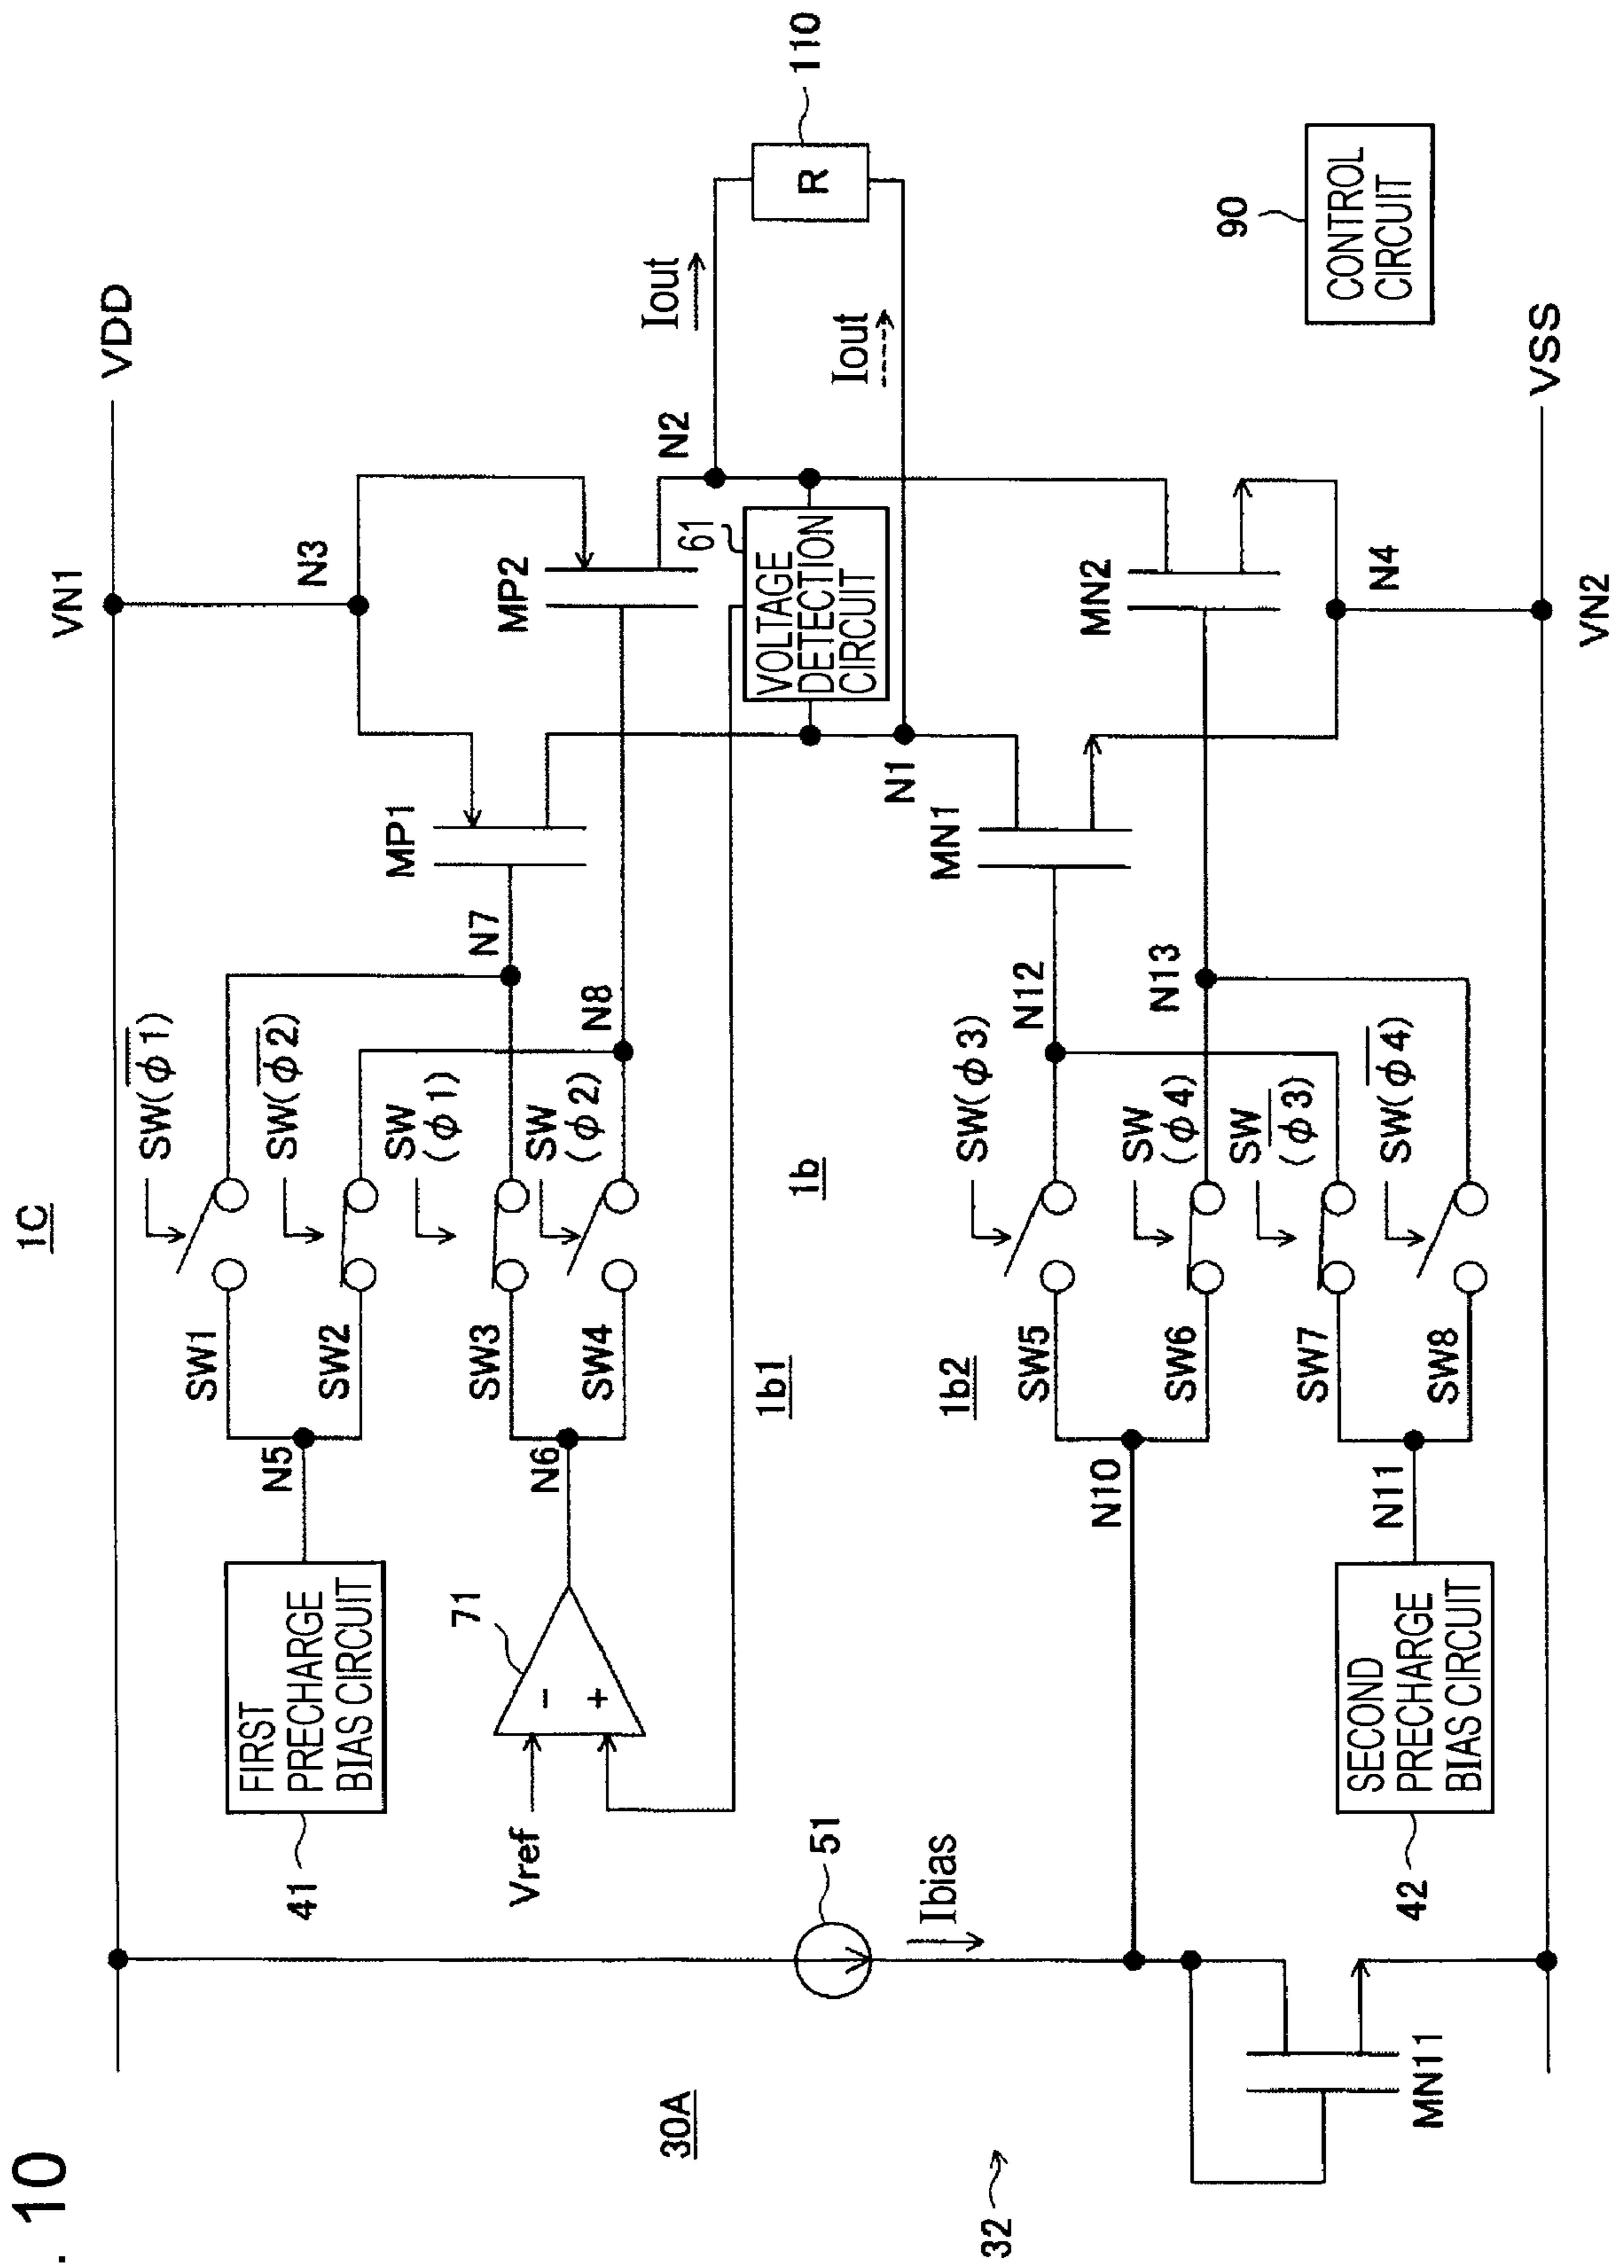 . 10
1C
VN1
VDD
SW(φ1)
N3
SW(φ2)
MP1
MP2
N7
N2
Iout
110
R
SW1
N5
SW2
SW
(φ1)
N8
FIRST
PRECHARGE
BIAS CIRCUIT
41
SW3
SW
(φ2)
71
N6
SW4
-
+
Vref
61
VOLTAGE
DETECTION
CIRCUIT
Iout
30A
1b1
1b
51
Ibias
N1
1b2
SW(φ3)
MN1
SW5
N12
32
N10
SW
(φ4)
N13
MN2
SW6
90
CONTROL
CIRCUIT
SW
(φ3)
SW7
N11
SW(φ4)
SW8
N4
SECOND
PRECHARGE
BIAS CIRCUIT
42
MN11
VSS
VN2